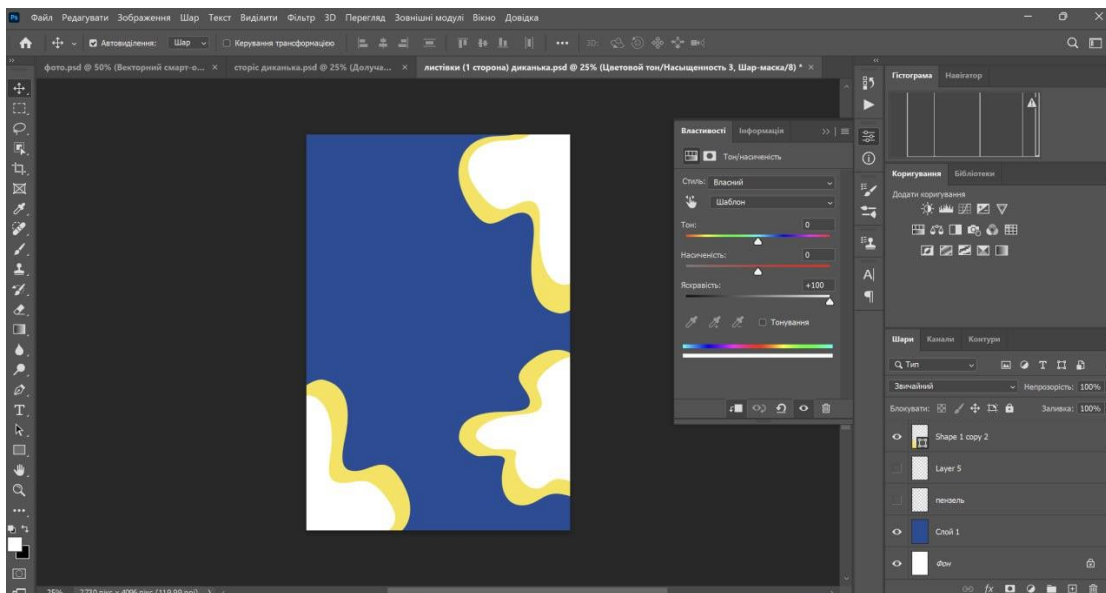 Ps Файл Редагувати Зображення Шар Текст Виділити Фільтр 3D Перегляд Зовнішні модулі Вікно Довідка
Автовиділення: Шар Керування трансформацією 3D:
фото.psd @ 50% (Векторний смарт-о... × сторіс диканька.psd @ 25% (Долуча... × листівки (1 сторона) диканька.psd @ 25% (Цветовой тон/Насыщенность 3, Шар-маска/8) * ×
Гістограма Навігатор
Властивості Інформація
Тон/насиченість
Стиль: Власний
Шаблон
Тон: 0
Насиченість: 0
Яскравість: +100
Тонування
Коригування Бібліотеки
Додати коригування
Шари Канали Контури
Тип
Звичайний Непрозорість: 100%
Блокувати: Заливка: 100%
Shape 1 copy 2
Layer 5
пензель
Слой 1
Фон
25%